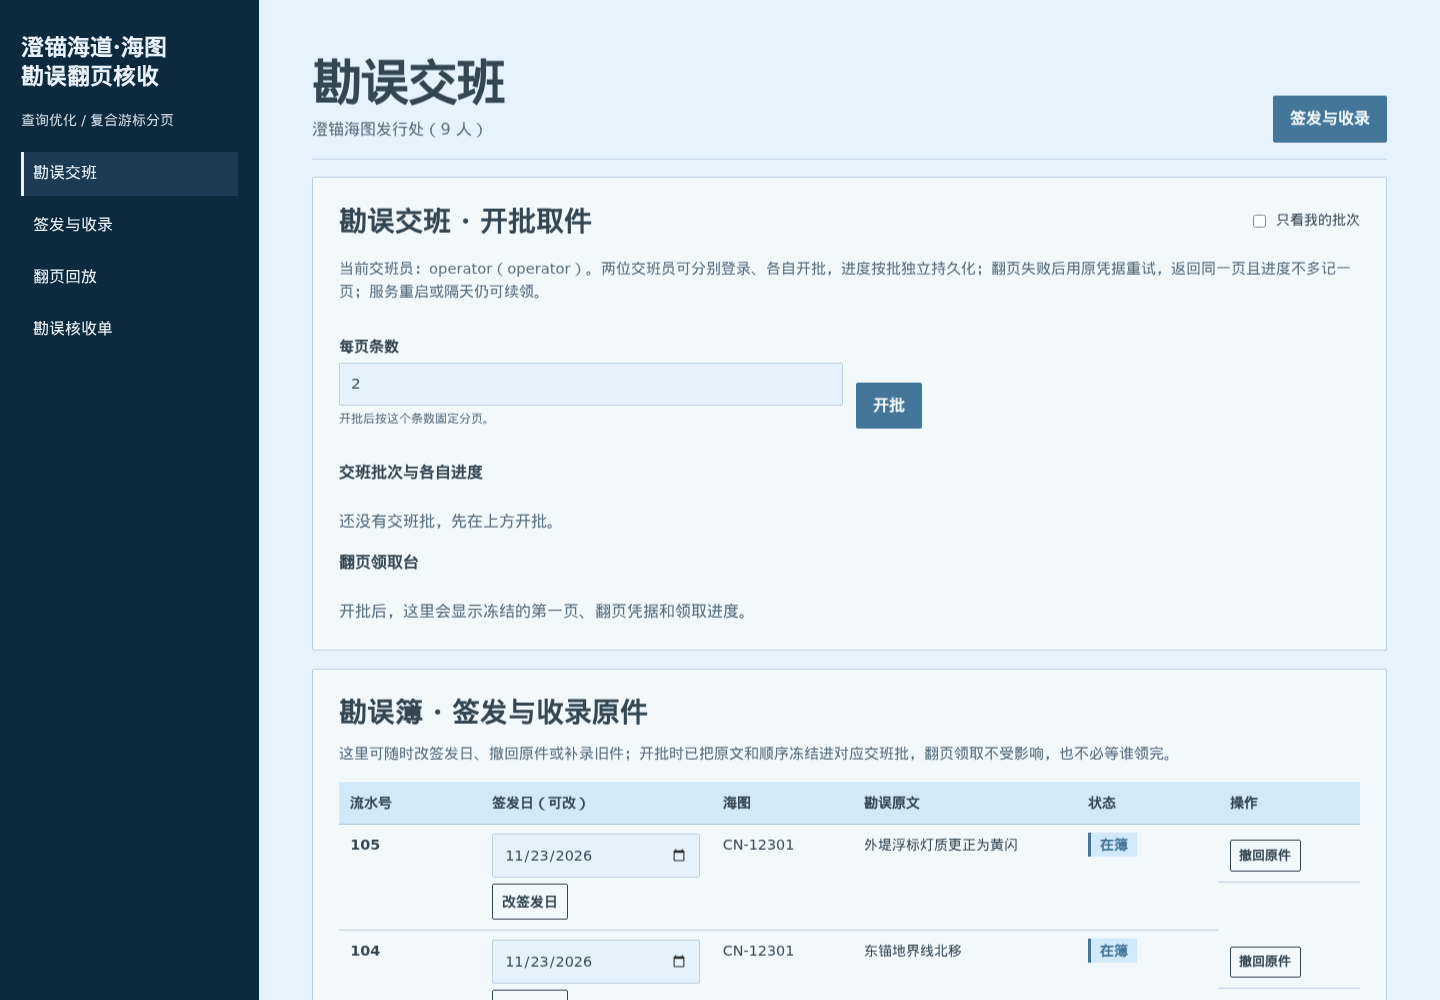 澄锚海道·海图
勘误翻页核收
查询优化 / 复合游标分页
勘误交班
签发与收录
翻页回放
勘误核收单
勘误交班
澄锚海图发行处（9 人）
签发与收录
勘误交班 · 开批取件
只看我的批次
当前交班员：operator（operator）。两位交班员可分别登录、各自开批，进度按批独立持久化；翻页失败后用原凭据重试，返回同一页且进度不多记一
页；服务重启或隔天仍可续领。
每页条数
2
开批
开批后按这个条数固定分页。
交班批次与各自进度
还没有交班批，先在上方开批。
翻页领取台
开批后，这里会显示冻结的第一页、翻页凭据和领取进度。
勘误簿 · 签发与收录原件
这里可随时改签发日、撤回原件或补录旧件；开批时已把原文和顺序冻结进对应交班批，翻页领取不受影响，也不必等谁领完。
流水号 签发日（可改） 海图 勘误原文 状态 操作
105 11/23/2026 CN-12301 外堤浮标灯质更正为黄闪 在簿 撤回原件
改签发日
104 11/23/2026 CN-12301 东锚地界线北移 在簿 撤回原件